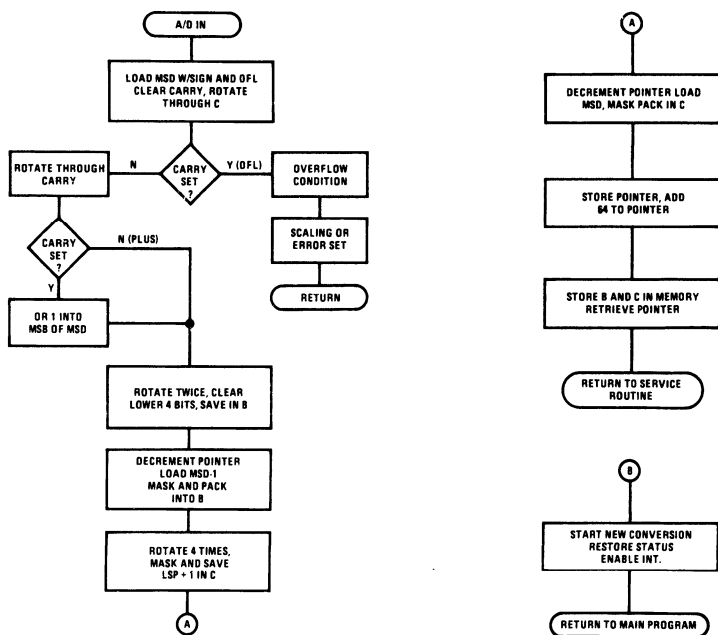 A/D IN
LOAD MSD W/SIGN AND OFL
CLEAR CARRY, ROTATE
THROUGH C
CARRY
SET
?
N
Y (OFL)
ROTATE THROUGH
CARRY
OVERFLOW
CONDITION
CARRY
SET
?
N (PLUS)
Y
SCALING OR
ERROR SET
RETURN
OR 1 INTO
MSB OF MSD
ROTATE TWICE, CLEAR
LOWER 4 BITS, SAVE IN B
DECREMENT POINTER
LOAD MSD-1
MASK AND PACK
INTO B
ROTATE 4 TIMES,
MASK AND SAVE
LSP + 1 IN C
A
A
DECREMENT POINTER LOAD
MSD, MASK PACK IN C
STORE POINTER, ADD
64 TO POINTER
STORE B AND C IN MEMORY
RETRIEVE POINTER
RETURN TO SERVICE
ROUTINE
B
START NEW CONVERSION
RESTORE STATUS
ENABLE INT.
RETURN TO MAIN PROGRAM